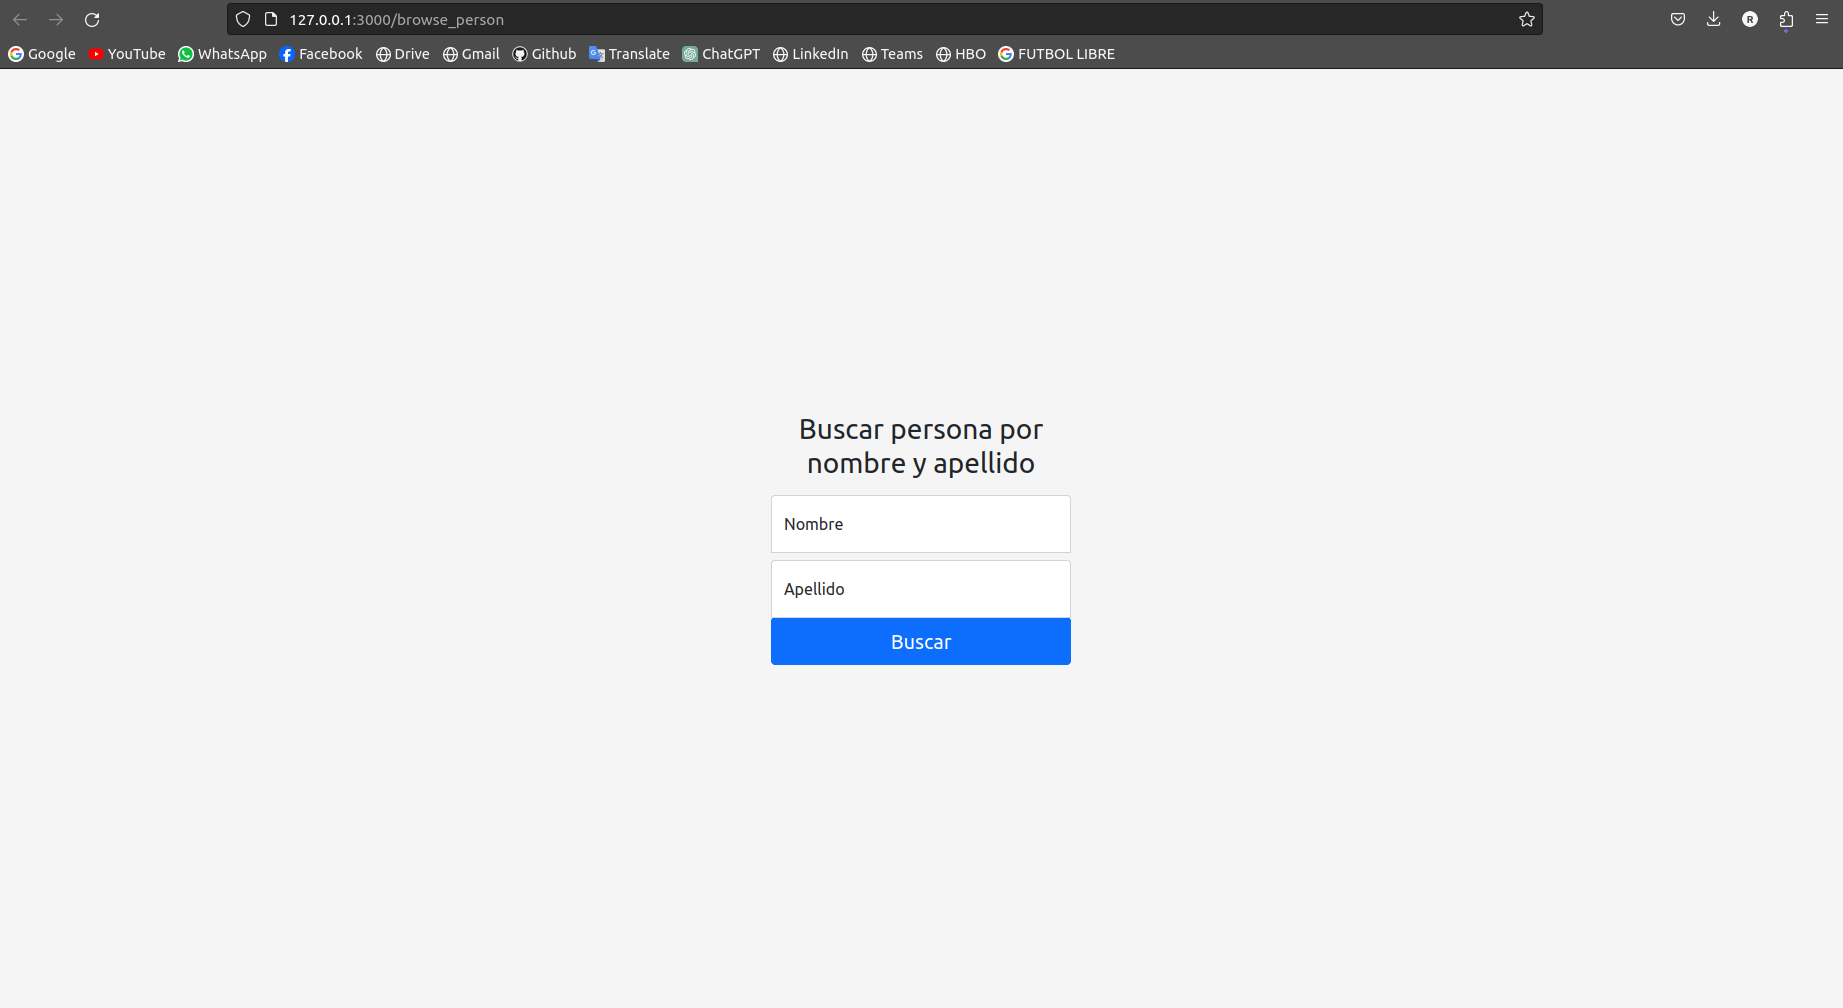 127.0.0.1:3000/browse_person
R
Google YouTube WhatsApp Facebook Drive Gmail Github Translate ChatGPT LinkedIn Teams HBO FUTBOL LIBRE
Buscar persona por
nombre y apellido
Nombre
Apellido
Buscar